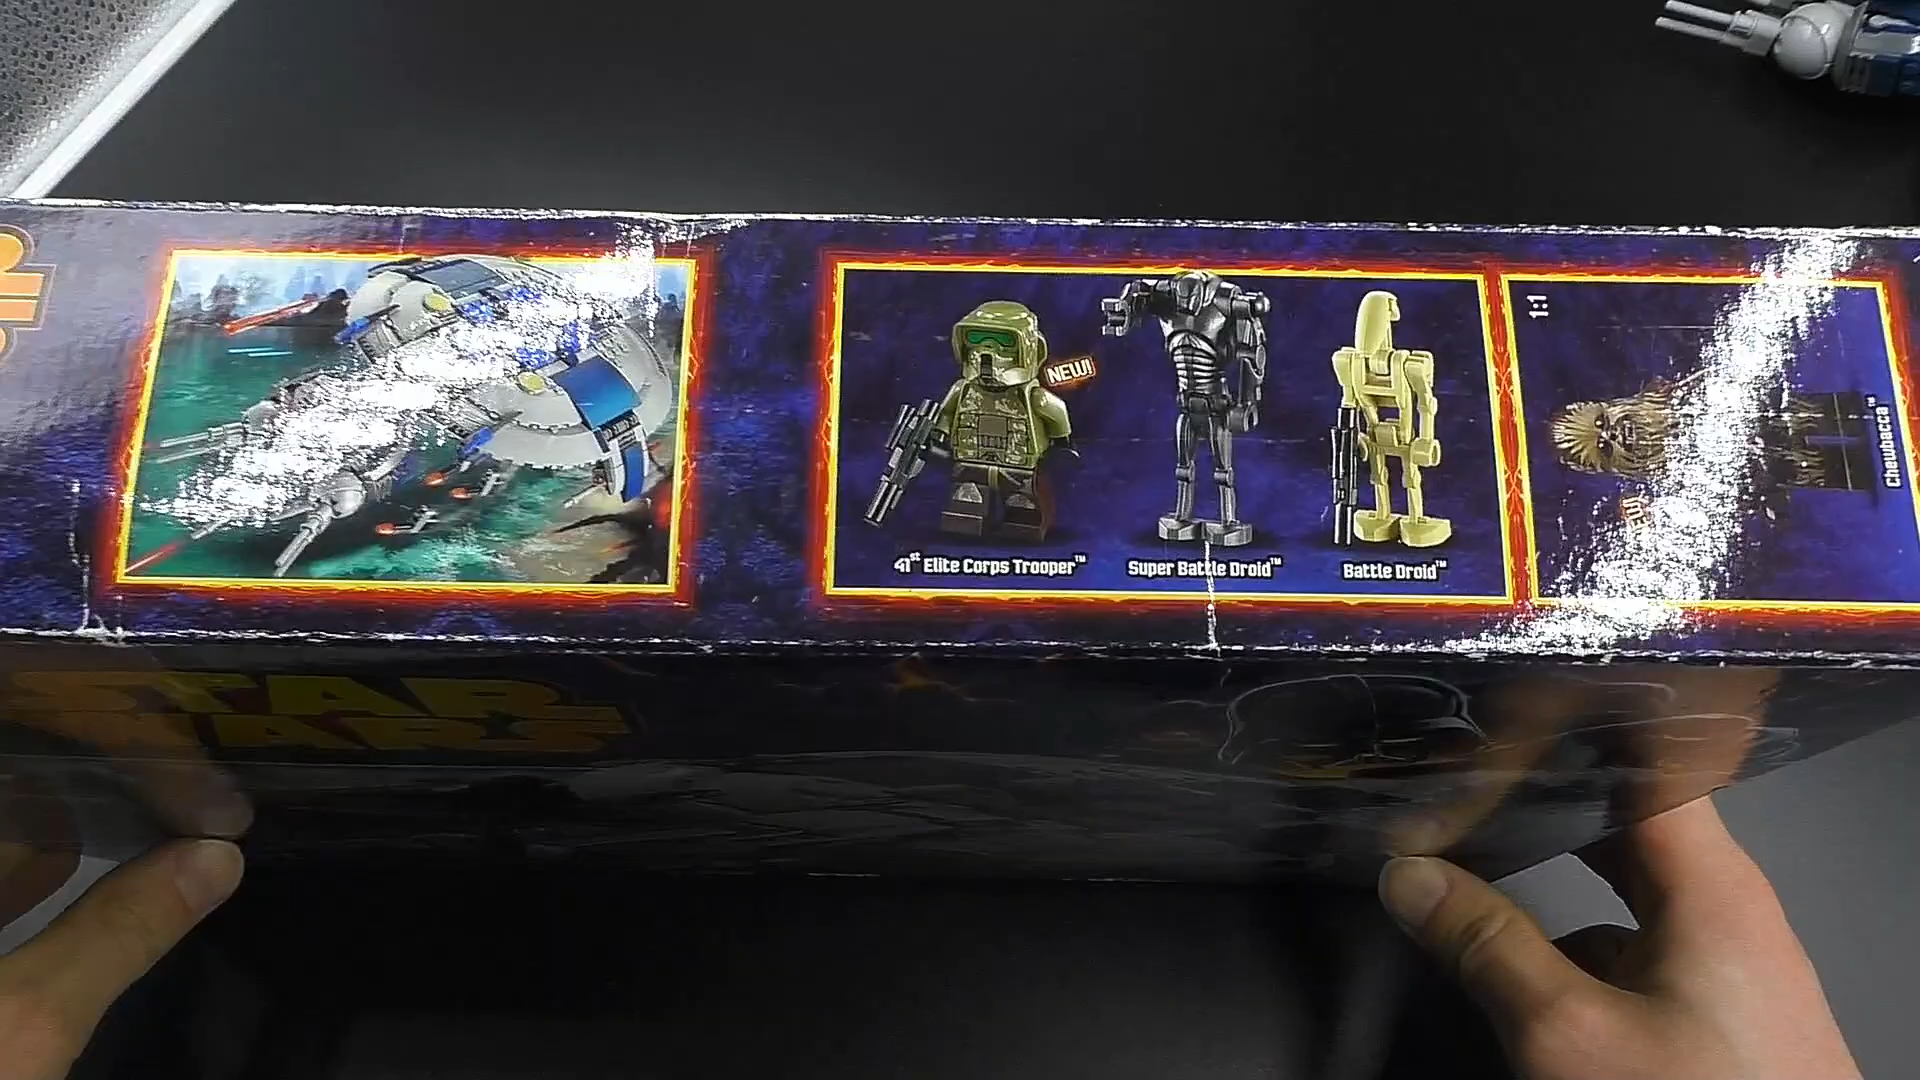 NEW!
41st Elite Corps Trooper™
Super Battle Droid™
Battle Droid™
1:1
Chewbacca™
STAR
WARS